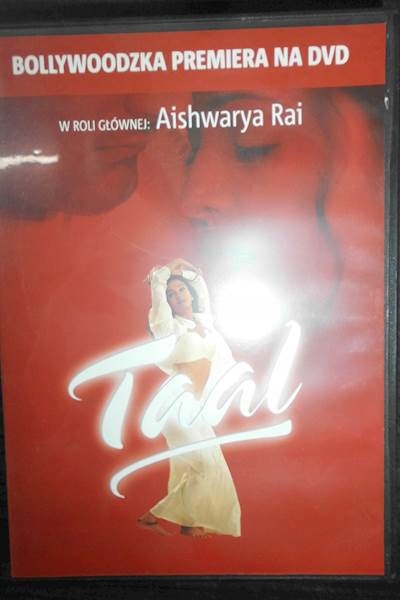 BOLLYWOODZKA PREMIERA NA DVD
W ROLI GŁÓWNEJ: Aishwarya Rai
Taal